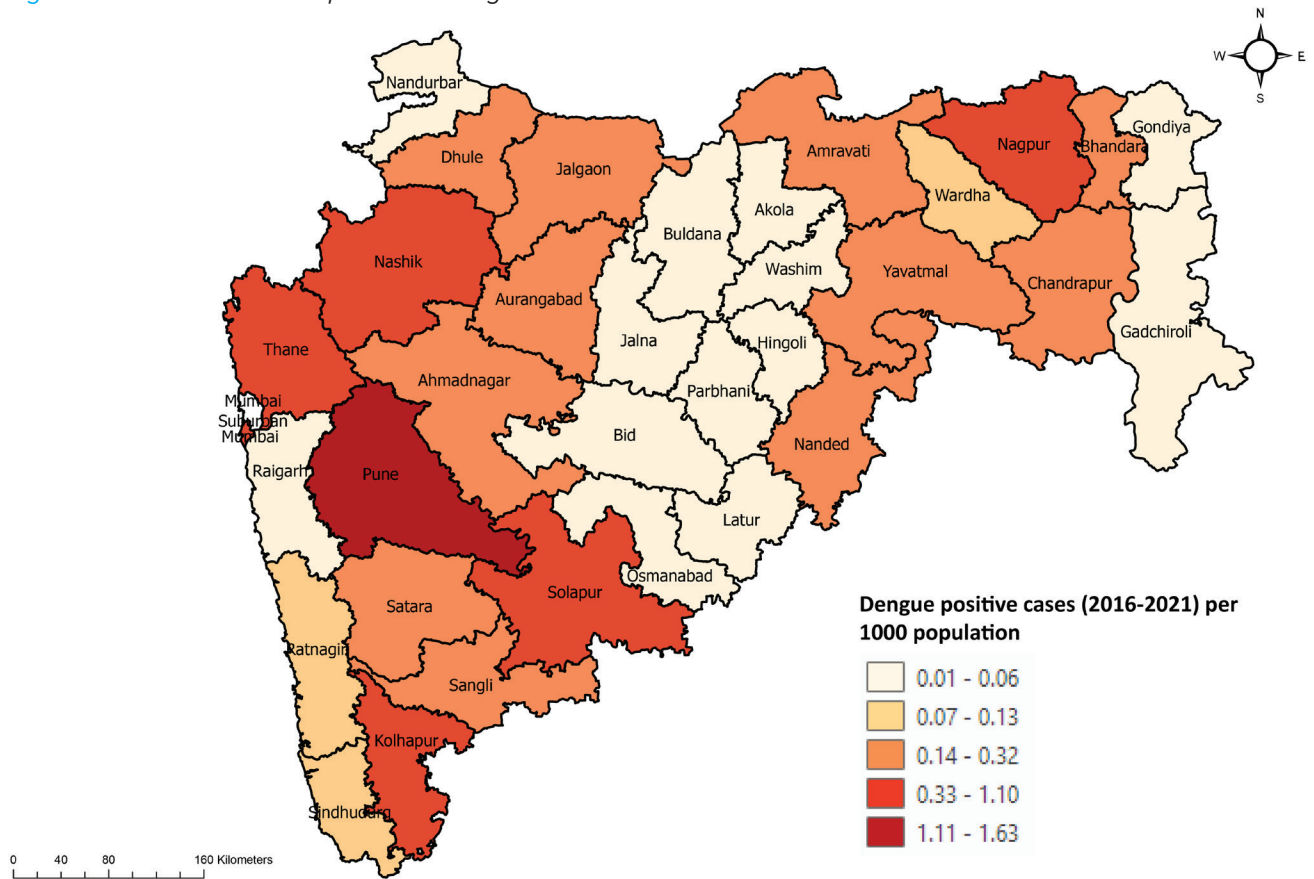 N
W E
S
Nandurbar
Gondiya
Nagpur
Bhandara
Dhule
Amravati
Jalgaon
Wardha
Akola
Buldana
Nashik
Washim
Yavatmal
Chandrapur
Aurangabad
Gadchiroli
Jalna
Hingoli
Thane
Ahmadnagar
Parbhani
Mumbai
Suburban
Mumbai
Bid
Nanded
Raigarh
Pune
Latur
Osmanabad
Solapur
Satara
Ratnagiri
Sangli
Kolhapur
Sindhudurg
Dengue positive cases (2016-2021) per
1000 population
0.01 - 0.06
0.07 - 0.13
0.14 - 0.32
0.33 - 1.10
1.11 - 1.63
0 40 80 160 Kilometers